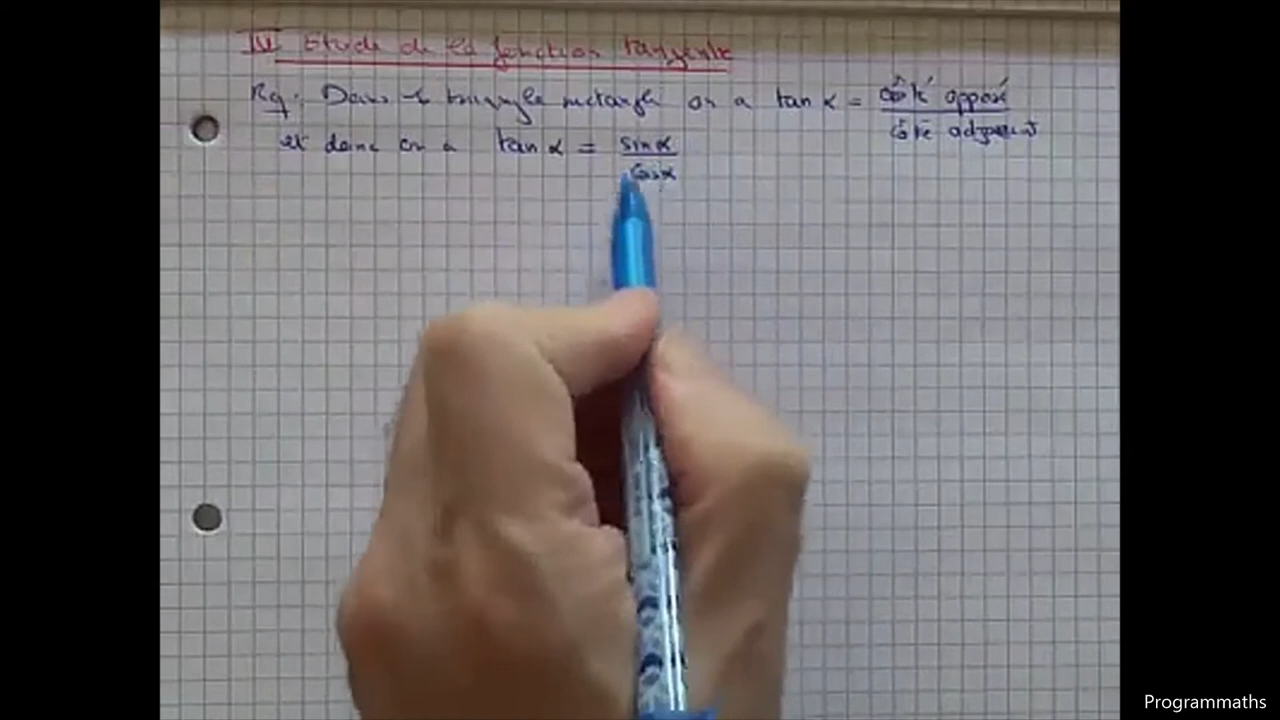 IV Etude de la fonction tangente
Rq: Dans le triangle rectangle on a tan α = côté opposé / côté adjacent
et donc on a tan α = sin α / cos α
Programmaths